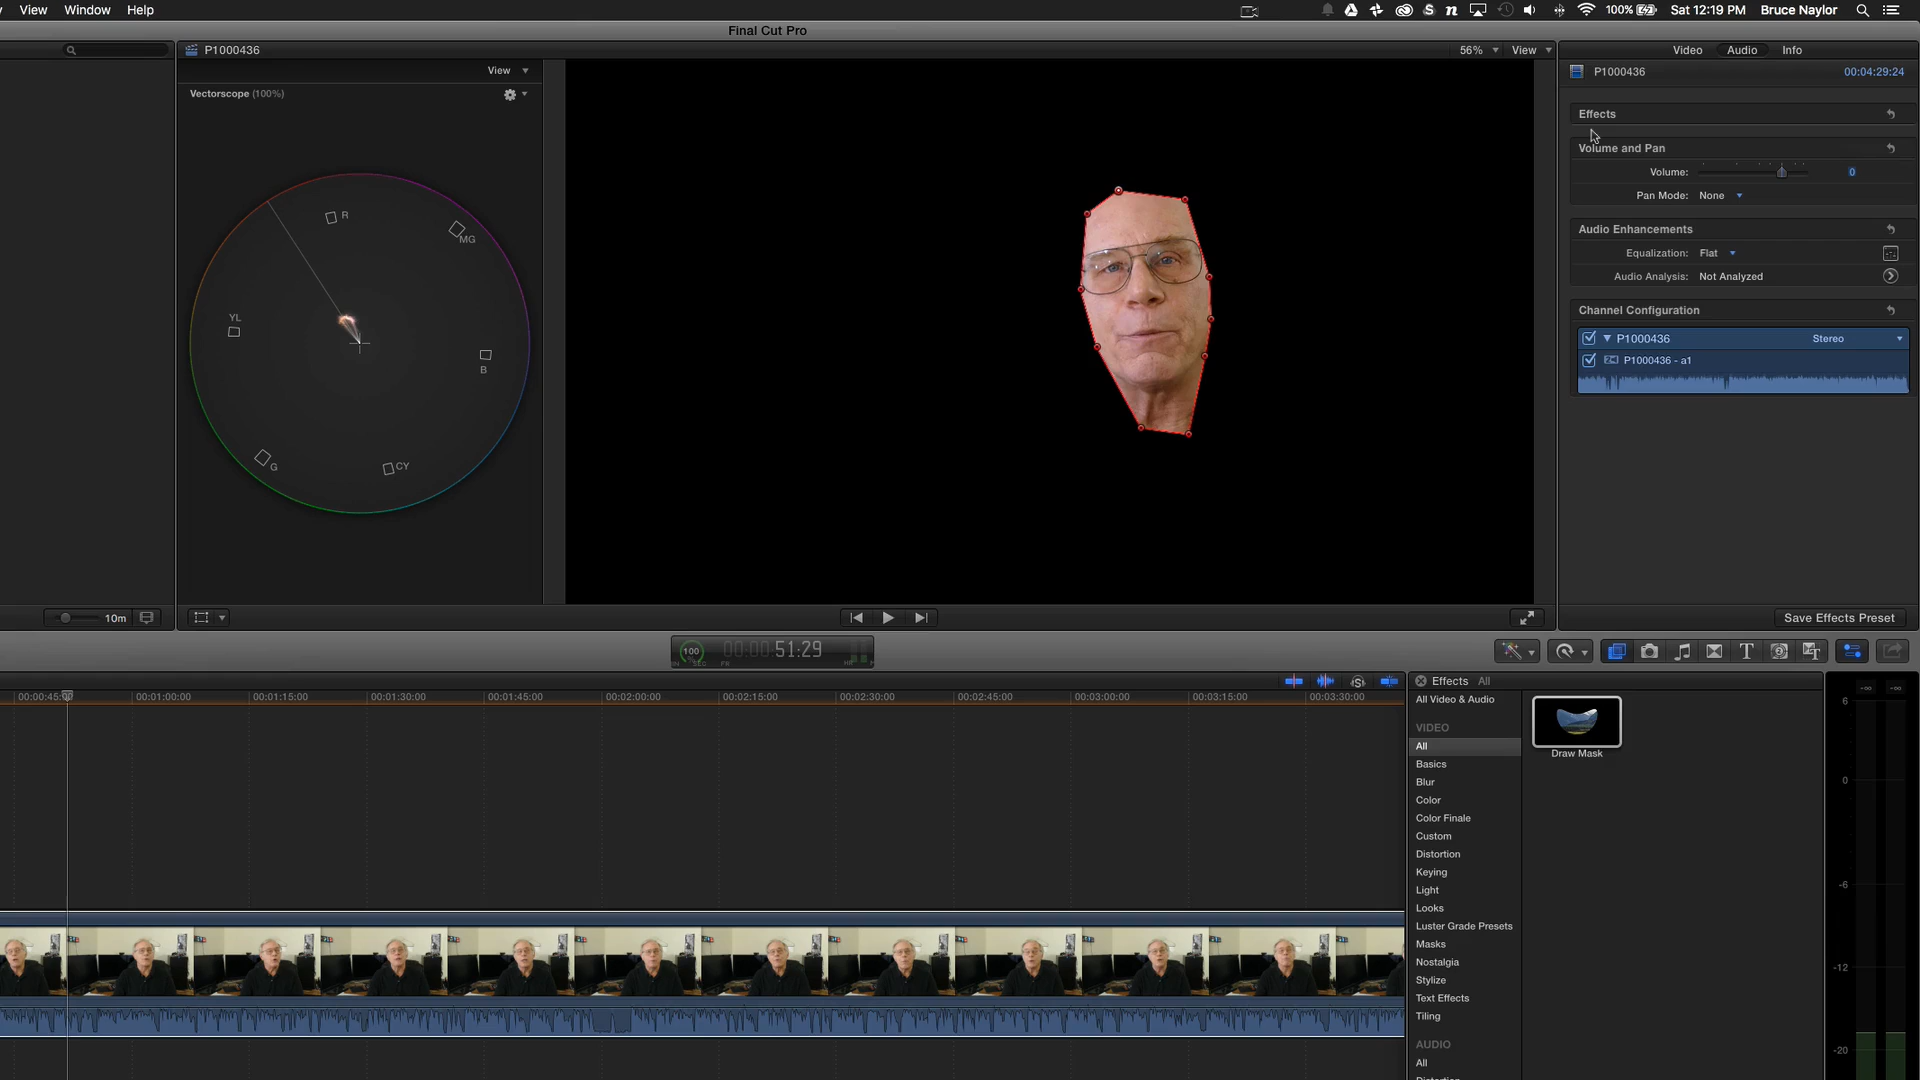 View Window Help
100% Sat 12:19 PM Bruce Naylor
Final Cut Pro
P1000436
56% View
Video Audio Info
View
P1000436 00:04:29:24
Vectorscope (100%)
Effects
Volume and Pan
Volume: 0
Pan Mode: None
R
MG
Audio Enhancements
Equalization: Flat
Audio Analysis: Not Analyzed
Channel Configuration
YL
P1000436 Stereo
B
P1000436 - a1
G
CY
10m
Save Effects Preset
100
00:00:51:29
00:00:45:00 00:01:00:00 00:01:15:00 00:01:30:00 00:01:45:00 00:02:00:00 00:02:15:00 00:02:30:00 00:02:45:00 00:03:00:00 00:03:15:00 00:03:30:00
Effects All
All Video & Audio
VIDEO
All
Basics
Blur
Color
Color Finale
Custom
Distortion
Keying
Light
Looks
Luster Grade Presets
Masks
Nostalgia
Stylize
Text Effects
Tiling
AUDIO
All
Draw Mask
-∞ -∞
6
0
-6
-12
-20